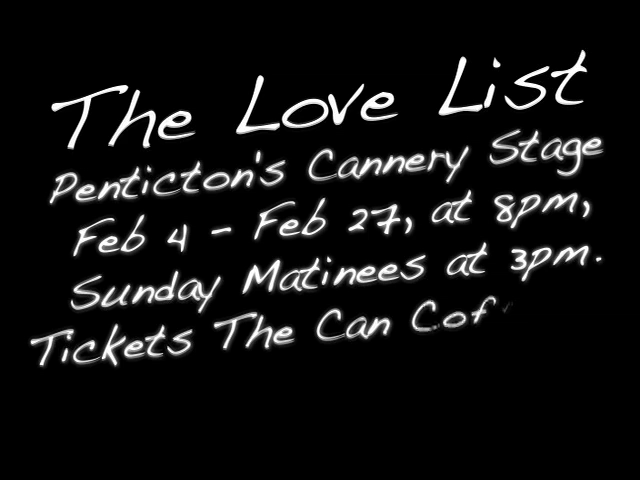 The Love List
Penticton's Cannery Stage
Feb 4 - Feb 27, at 8pm,
Sunday Matinees at 3pm.
Tickets The Can Cof